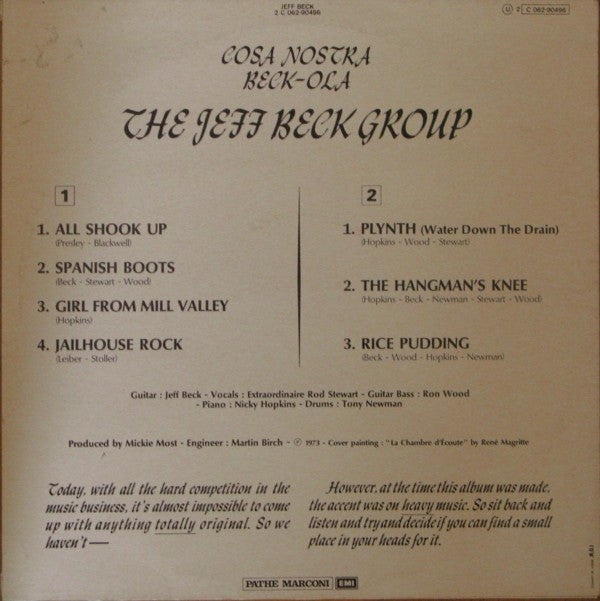 JEFF BECK
2 C 062-90496
U 2 C 062-90496
COSA NOSTRA
BECK-OLA
THE JEFF BECK GROUP
1
1. ALL SHOOK UP
(Presley - Blackwell)
2. SPANISH BOOTS
(Beck - Stewart - Wood)
3. GIRL FROM MILL VALLEY
(Hopkins)
4. JAILHOUSE ROCK
(Leiber - Stoller)
2
1. PLYNTH (Water Down The Drain)
(Hopkins - Wood - Stewart)
2. THE HANGMAN'S KNEE
(Hopkins - Beck - Newman - Stewart - Wood)
3. RICE PUDDING
(Beck - Wood - Hopkins - Newman)
Guitar : Jeff Beck - Vocals : Extraordinaire Rod Stewart - Guitar Bass : Ron Wood
- Piano : Nicky Hopkins - Drums : Tony Newman
Produced by Mickie Most - Engineer : Martin Birch - ℗ 1973 - Cover painting : "La Chambre d'Écoute" by René Magritte
Today, with all the hard competition in the
music business, it's almost impossible to come
up with anything totally original. So we
haven't —
However, at the time this album was made,
the accent was on heavy music. So sit back and
listen and try and decide if you can find a small
place in your heads for it.
PATHE MARCONI EMI